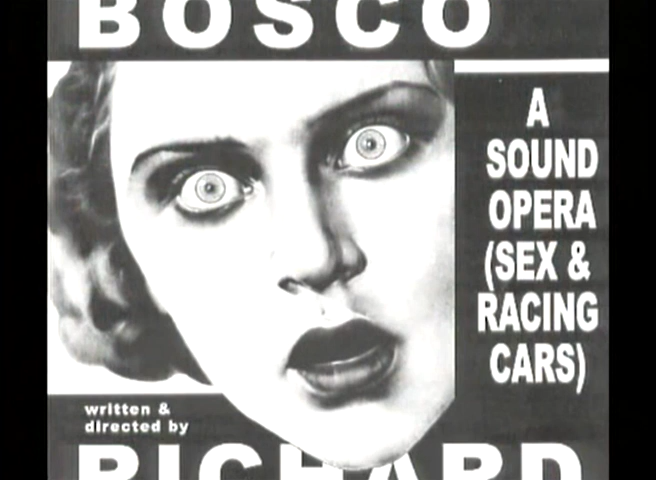 BOSCO
A
SOUND
OPERA
(SEX &
RACING
CARS)
written &
directed by
RICHARD